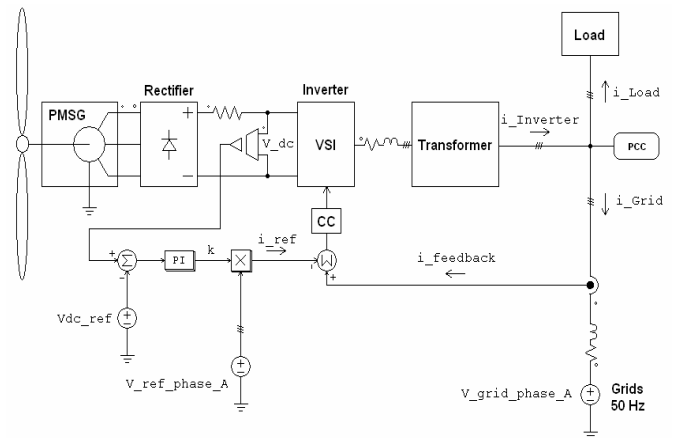 Load
Rectifier
Inverter
i_Load
PMSG
+
V_dc
VSI
i_Inverter
Transformer
PCC
−
i_Grid
CC
+
Σ
−
PI
k
×
i_ref
Σ
+
i_feedback
Vdc_ref
V_ref_phase_A
V_grid_phase_A
Grids
50 Hz